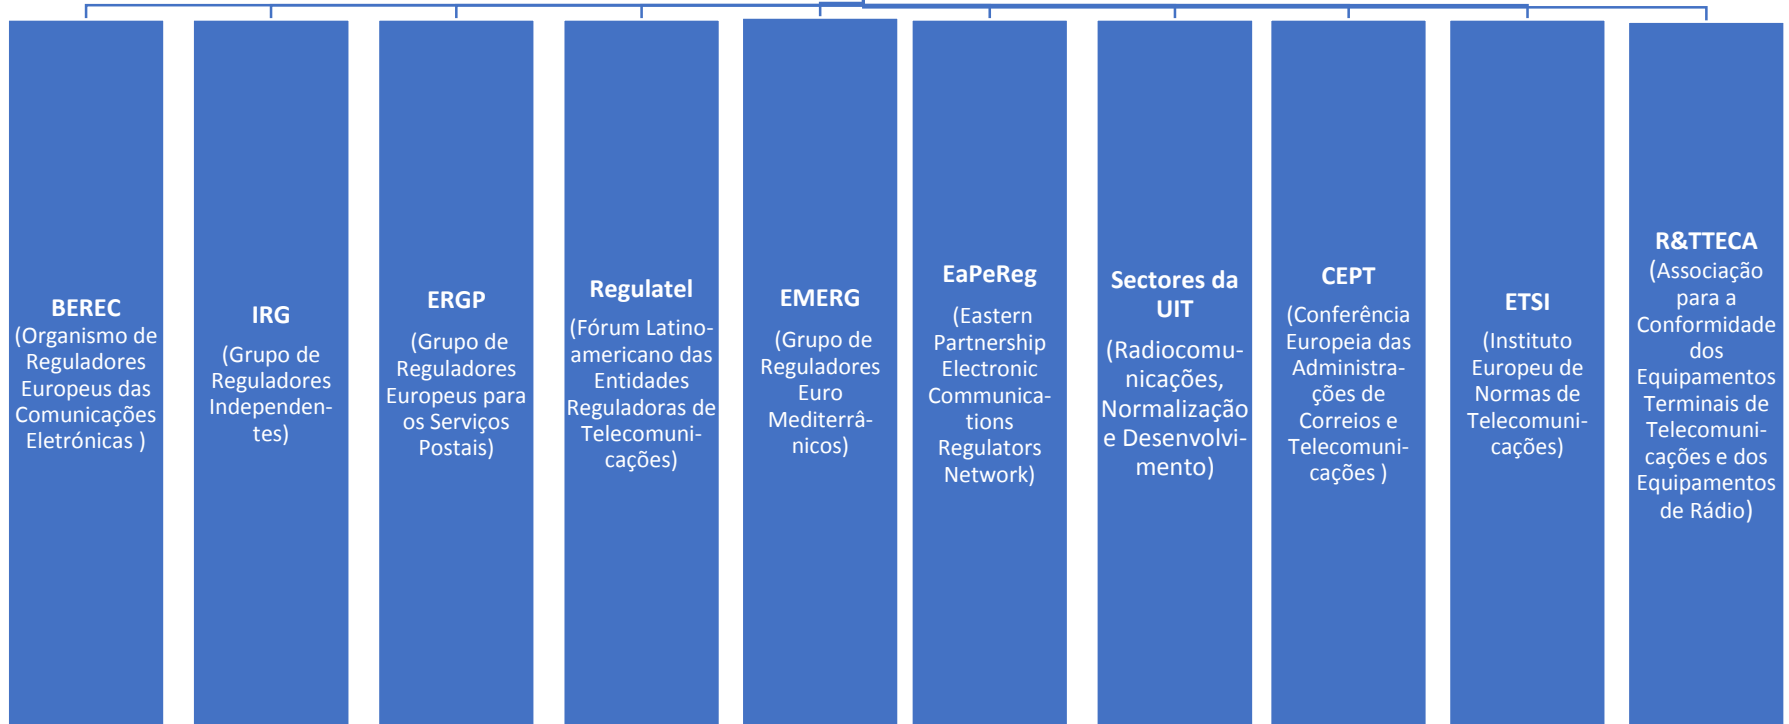 BEREC
(Organismo de
Reguladores
Europeus das
Comunicações
Eletrónicas )
IRG
(Grupo de
Reguladores
Independen-
tes)
ERGP
(Grupo de
Reguladores
Europeus para
os Serviços
Postais)
Regulatel
(Fórum Latino-
americano das
Entidades
Reguladoras de
Telecomuni-
cações)
EMERG
(Grupo de
Reguladores
Euro
Mediterrâ-
nicos)
EaPeReg
(Eastern
Partnership
Electronic
Communica-
tions
Regulators
Network)
Sectores da
UIT
(Radiocomu-
nicações,
Normalização
e Desenvolvi-
mento)
CEPT
(Conferência
Europeia das
Administra-
ções de
Correios e
Telecomuni-
cações )
ETSI
(Instituto
Europeu de
Normas de
Telecomuni-
cações)
R&TTECA
(Associação
para a
Conformidade
dos
Equipamentos
Terminais de
Telecomuni-
cações e dos
Equipamentos
de Rádio)